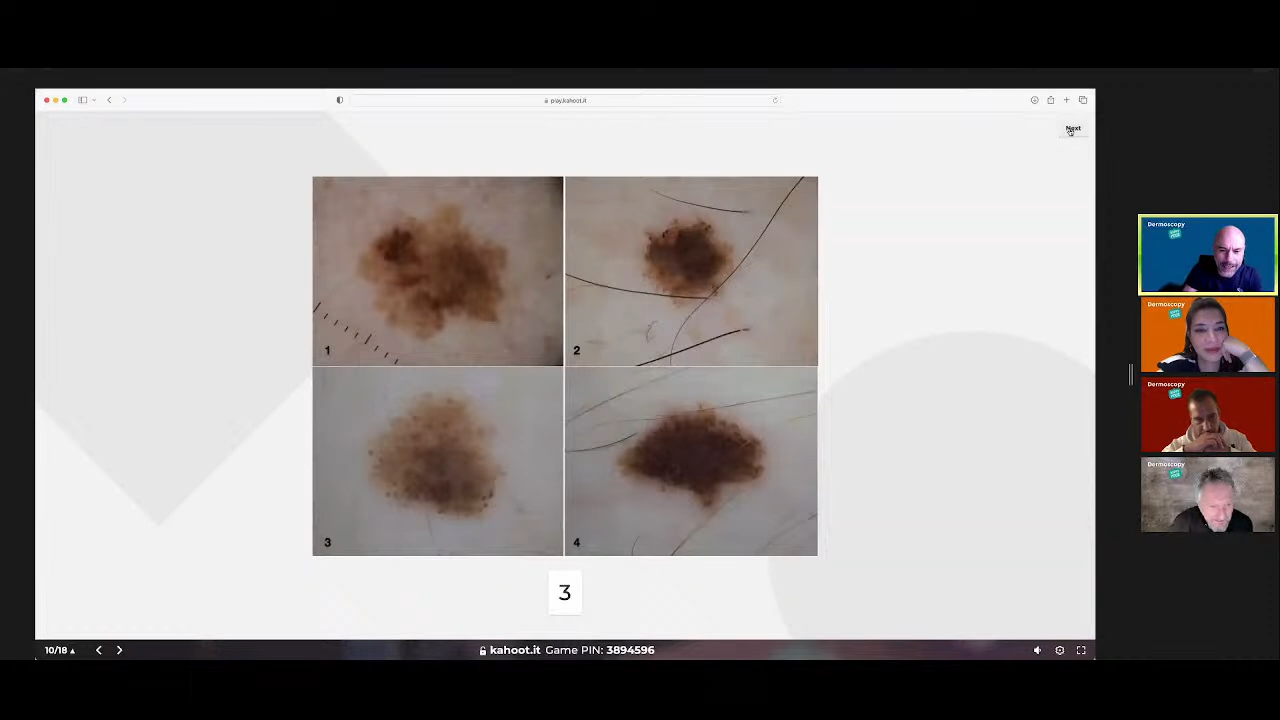 play.kahoot.it
Next
1
2
3
4
3
10/18
kahoot.it Game PIN: 3894596
Dermoscopy
Dermoscopy
Dermoscopy
Dermoscopy